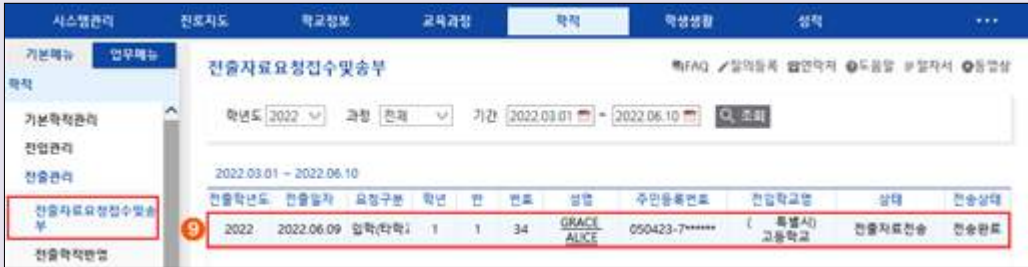 시스템관리 진로지도 학교정보 교육과정 학적 학생생활 성적 ···
기본메뉴 업무메뉴
학적
기본학적관리
전입관리
전출관리
전출자료요청접수및송부
전출학적반영
전출자료요청접수및송부
FAQ 질의등록 연락처 도움말 절차서 동영상
학년도 2022 과정 전체 기간 2022.03.01 ~ 2022.06.10 조회
2022.03.01 ~ 2022.06.10
전출학년도 전출일자 요청구분 학년 반 번호 성명 주민등록번호 전입학교명 상태 전송상태
9 2022 2022.06.09 입학(타학 1 1 34 GRACE ALICE 050423-7****** ( 특별시) 고등학교 전출자료전송 전송완료